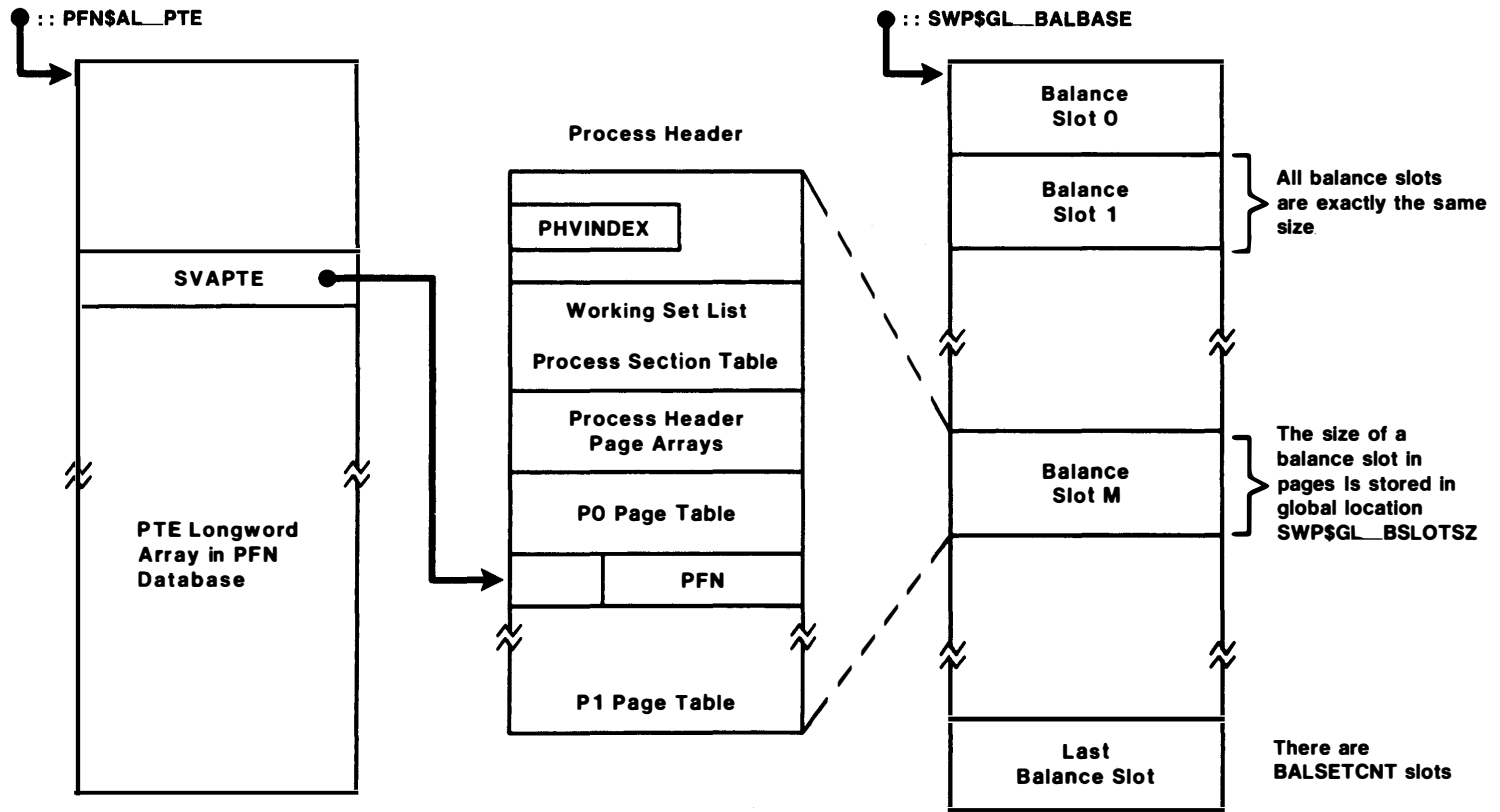 :: PFN$AL__PTE
SVAPTE
PTE Longword
Array in PFN
Database
Process Header
PHVINDEX
Working Set List
Process Section Table
Process Header
Page Arrays
P0 Page Table
PFN
P1 Page Table
:: SWP$GL__BALBASE
Balance
Slot 0
Balance
Slot 1
All balance slots
are exactly the same
size
Balance
Slot M
The size of a
balance slot in
pages Is stored in
global location
SWP$GL__BSLOTSZ
Last
Balance Slot
There are
BALSETCNT slots